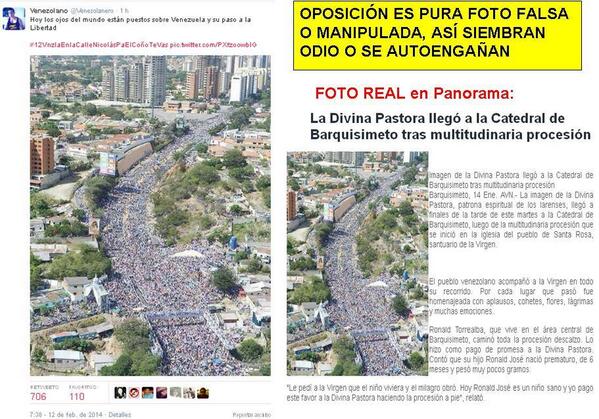 Venezolano @Venezolanero · 1 h
Hoy los ojos del mundo están puestos sobre Venezuela y su paso a la
Libertad
#12VnzlaEnlaCalleNicolásPaElCoñoTeVas pic.twitter.com/PXtzoowblG
RETWEETS
706
FAVORITOS
110
7:38 - 12 de feb. de 2014 · Detalles
OPOSICIÓN ES PURA FOTO FALSA
O MANIPULADA, ASÍ SIEMBRAN
ODIO O SE AUTOENGAÑAN
FOTO REAL en Panorama:
La Divina Pastora llegó a la Catedral de
Barquisimeto tras multitudinaria procesión
Imagen de la Divina Pastora llegó a la Catedral de
Barquisimeto tras multitudinaria procesión
Barquisimeto, 14 Ene. AVN.- La imagen de la Divina
Pastora, patrona espiritual de los larenses, llegó a
finales de la tarde de este martes a la Catedral de
Barquisimeto, luego de la multitudinaria procesión que
se inició en la iglesia del pueblo de Santa Rosa,
santuario de la Virgen.
El pueblo venezolano acompañó a la Virgen en todo
su recorrido. Por cada lugar que pasó fue
homenajeada con aplausos, cohetes, flores, lágrimas
y muchas emociones.
Ronald Torrealba, que vive en el área central de
Barquisimeto, caminó toda la procesión descalzo. Lo
hizo como pago de promesa a la Divina Pastora.
Contó que su hijo Ronald José nació prematuro, de 6
meses y pesó muy pocos gramos.
"Le pedí a la Virgen que el niño viviera y el milagro obró. Hoy Ronald José es un niño sano y yo pago
este favor a la Divina Pastora haciendo la procesión a pie", relató.